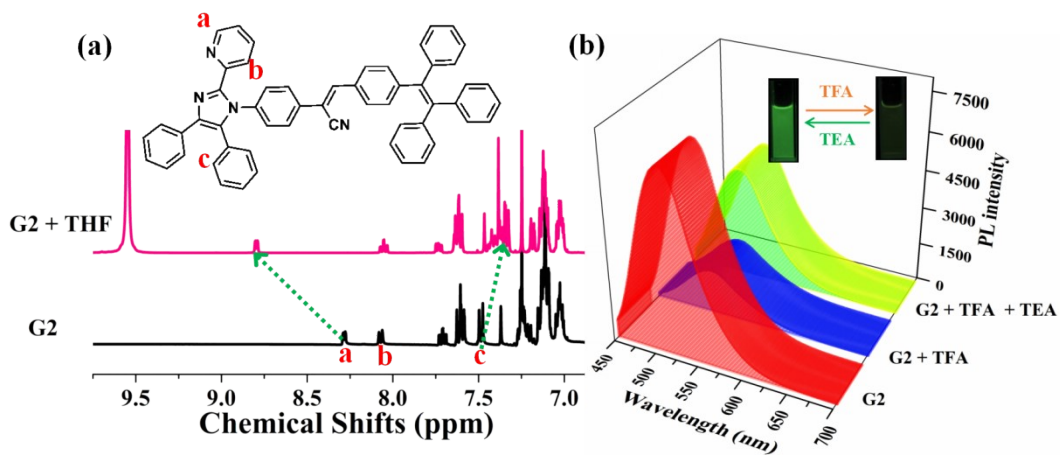 (a)
a
N
b
N
N
CN
c
G2 + THF
G2
a
b
c
9.5
9.0
8.5
8.0
7.5
7.0
Chemical Shifts (ppm)
(b)
TFA
TEA
7500
6000
4500
3000
1500
0
PL intensity
G2 + TFA + TEA
G2 + TFA
G2
450
500
550
600
650
700
Wavelength (nm)